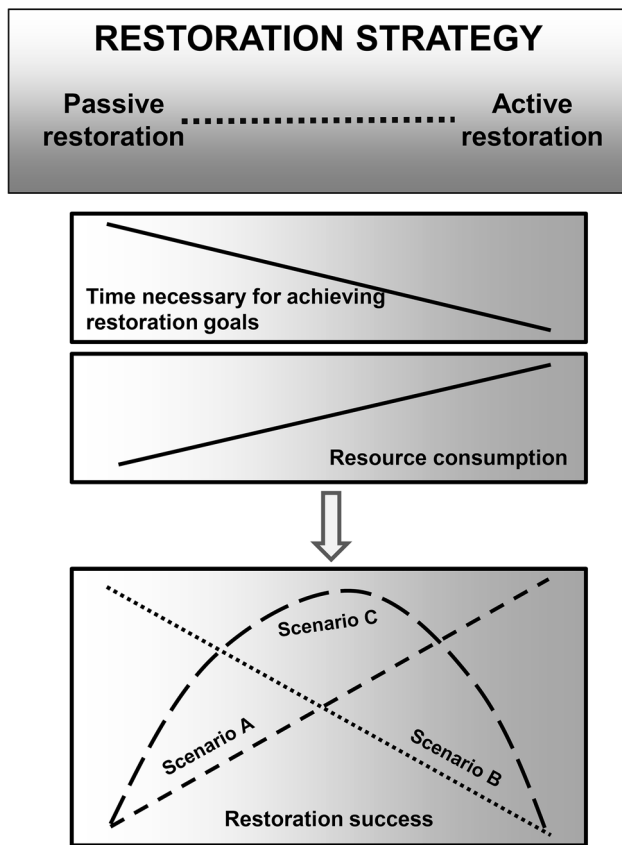 RESTORATION STRATEGY
Passive
restoration
Active
restoration
Time necessary for achieving
restoration goals
Resource consumption
Scenario C
Scenario A
Scenario B
Restoration success